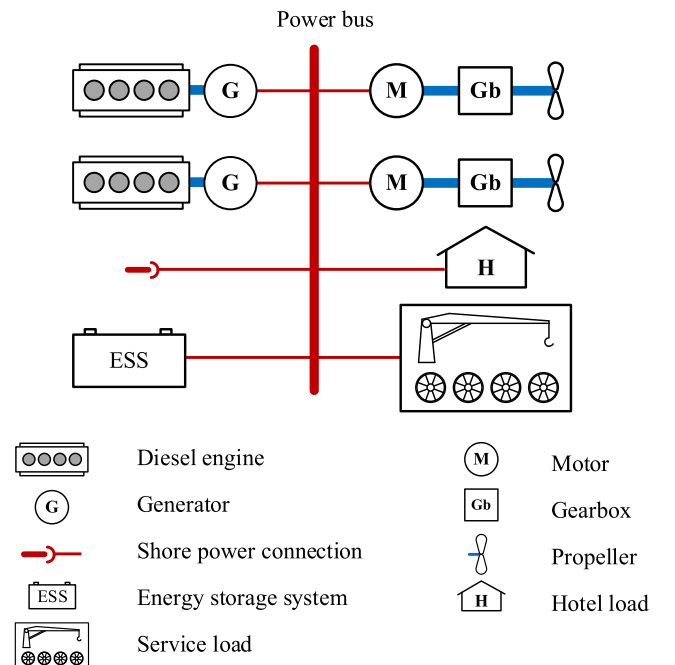 Power bus
G M Gb
G M Gb
H
ESS
Diesel engine
G Generator
Shore power connection
ESS Energy storage system
Service load
M Motor
Gb Gearbox
Propeller
H Hotel load